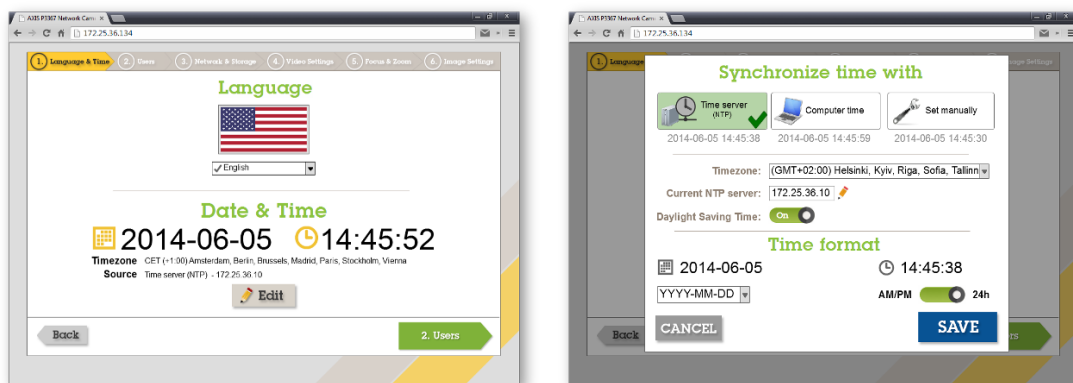 AXIS P3367 Network Cam
172.25.36.134
1. Language & Time 2. Users 3. Network & Storage 4. Video Settings 5. Focus & Zoom 6. Image Settings
Language
English
Date & Time
2014-06-05 14:45:52
Timezone CET (+1:00) Amsterdam, Berlin, Brussels, Madrid, Paris, Stockholm, Vienna
Source Time server (NTP) - 172.25.36.10
Edit
Back 2. Users
AXIS P3367 Network Cam
172.25.36.134
1. Language
Image Settings
Synchronize time with
Time server
(NTP)
Computer time
Set manually
2014-06-05 14:45:38 2014-06-05 14:45:59 2014-06-05 14:45:30
Timezone: (GMT+02:00) Helsinki, Kyiv, Riga, Sofia, Tallinn
Current NTP server: 172.25.36.10
Daylight Saving Time: On
Time format
2014-06-05 14:45:38
YYYY-MM-DD AM/PM 24h
CANCEL SAVE
Back